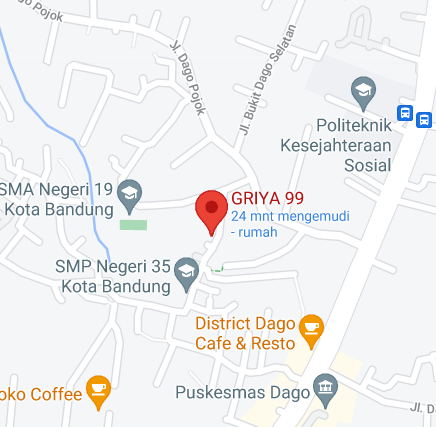 Dago Pojok
Jl. Dago Pojok
Jl. Bukit Dago Selatan
Politeknik
Kesejahteraan
Sosial
SMA Negeri 19
Kota Bandung
GRIYA 99
24 mnt mengemudi
- rumah
SMP Negeri 35
Kota Bandung
District Dago
Cafe & Resto
Puskesmas Dago
oko Coffee
Jl. D